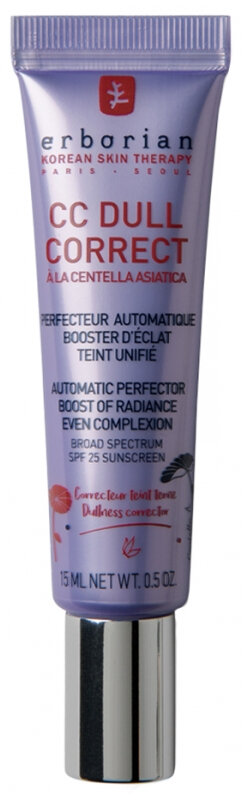 erborian
KOREAN SKIN THERAPY
PARIS - SEOUL
CC DULL
CORRECT
À LA CENTELLA ASIATICA
PERFECTEUR AUTOMATIQUE
BOOSTER D'ÉCLAT
TEINT UNIFIÉ
AUTOMATIC PERFECTOR
BOOST OF RADIANCE
EVEN COMPLEXION
BROAD SPECTRUM
SPF 25 SUNSCREEN
Correcteur teint terne
Dullness corrector
15 ML NET WT. 0.5 OZ.